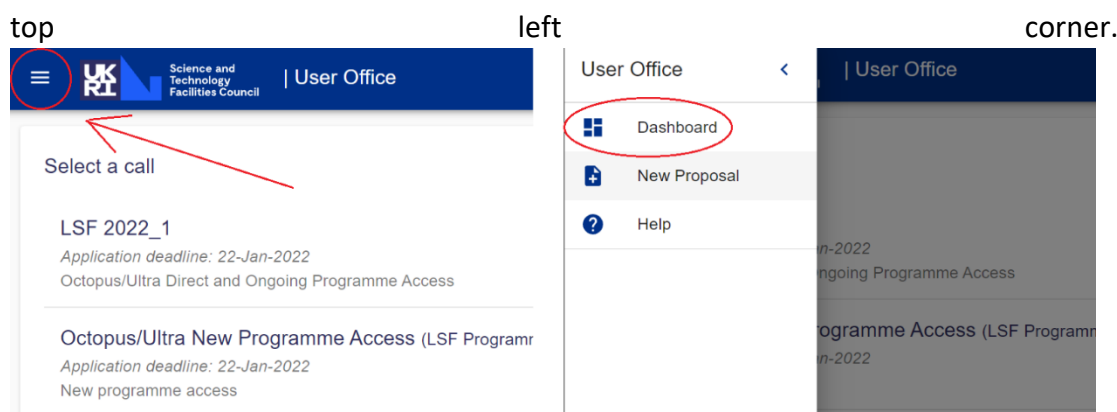 top left corner.
UK
RI
Science and
Technology
Facilities Council
| User Office
Select a call
LSF 2022_1
Application deadline: 22-Jan-2022
Octopus/Ultra Direct and Ongoing Programme Access
Octopus/Ultra New Programme Access (LSF Programm
Application deadline: 22-Jan-2022
New programme access
User Office
Dashboard
New Proposal
Help
| User Office
n-2022
ngoing Programme Access
rogramme Access (LSF Programm
n-2022